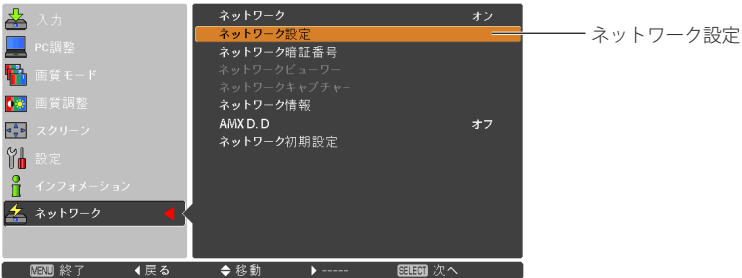 入力
PC調整
画質モード
画質調整
スクリーン
設定
インフォメーション
ネットワーク
ネットワーク オン
ネットワーク設定
ネットワーク暗証番号
ネットワークビューワー
ネットワークキャプチャー
ネットワーク情報
AMX D. D オフ
ネットワーク初期設定
ネットワーク設定
MENU 終了 ◀戻る ◆移動 ▶ ----- SELECT 次へ